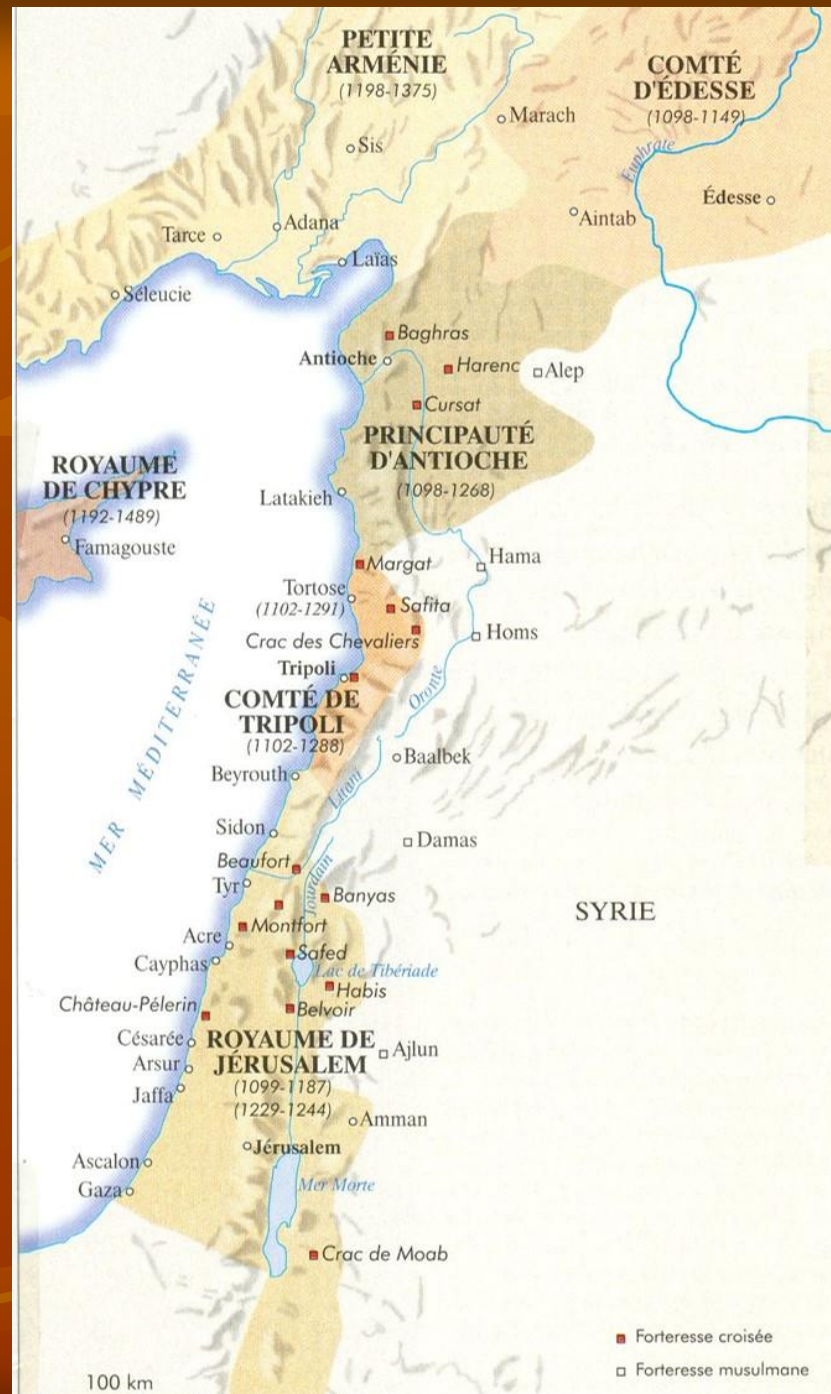 PETITE
ARMÉNIE
(1198-1375)
COMTÉ
D'ÉDESSE
(1098-1149)
Marach
Sis
Euphrate
Édesse
Aintab
Adana
Tarce
Laïas
Séleucie
Baghras
Antioche
Harenc
Alep
Cursat
PRINCIPAUTÉ
D'ANTIOCHE
(1098-1268)
ROYAUME
DE CHYPRE
(1192-1489)
Famagouste
Latakieh
Margat
Hama
Tortose
(1102-1291)
Safita
Crac des Chevaliers
Homs
Tripoli
Oronte
COMTÉ DE
TRIPOLI
(1102-1288)
MER MÉDITERRANÉE
Baalbek
Beyrouth
Litani
Sidon
Damas
Beaufort
Jourdain
Tyr
Banyas
SYRIE
Montfort
Acre
Safed
Cayphas
Lac de Tibériade
Habis
Château-Pélerin
Belvoir
Césarée
ROYAUME DE
JÉRUSALEM
(1099-1187)
(1229-1244)
Ajlun
Arsur
Jaffa
Amman
Jérusalem
Ascalon
Gaza
Mer Morte
Crac de Moab
Forteresse croisée
Forteresse musulmane
100 km